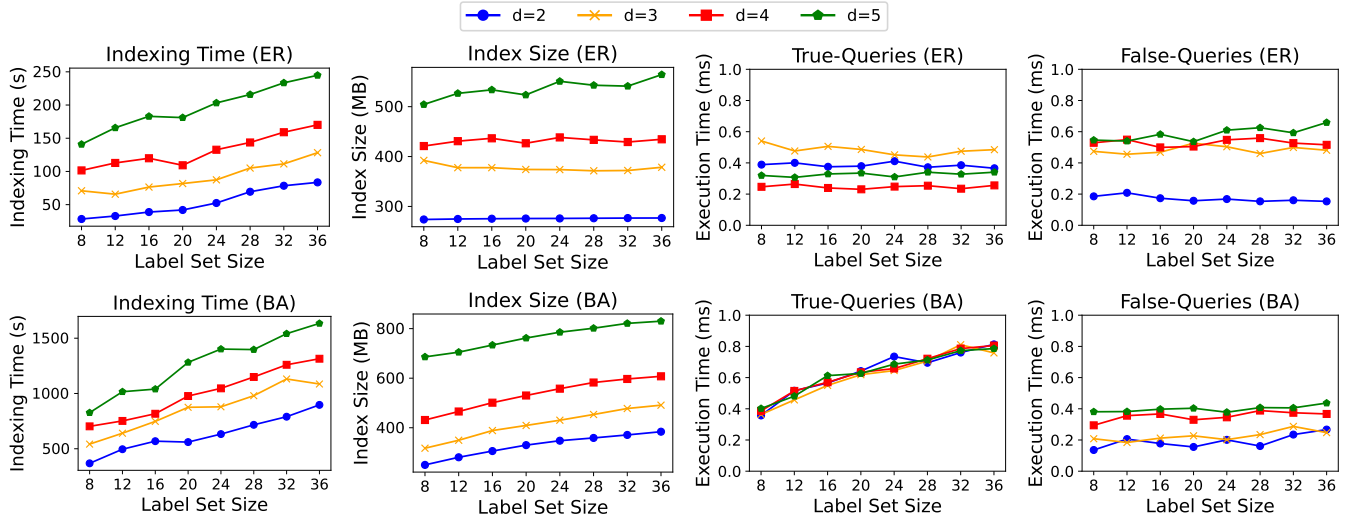 d=2 d=3 d=4 d=5
Indexing Time (ER)
Indexing Time (s)
250
200
150
100
50
8 12 16 20 24 28 32 36
Label Set Size
Index Size (ER)
Index Size (MB)
500
400
300
8 12 16 20 24 28 32 36
Label Set Size
True-Queries (ER)
Execution Time (ms)
1.0
0.8
0.6
0.4
0.2
0.0
8 12 16 20 24 28 32 36
Label Set Size
False-Queries (ER)
Execution Time (ms)
1.0
0.8
0.6
0.4
0.2
0.0
8 12 16 20 24 28 32 36
Label Set Size
Indexing Time (BA)
Indexing Time (s)
1500
1000
500
8 12 16 20 24 28 32 36
Label Set Size
Index Size (BA)
Index Size (MB)
800
600
400
8 12 16 20 24 28 32 36
Label Set Size
True-Queries (BA)
Execution Time (ms)
1.0
0.8
0.6
0.4
0.2
0.0
8 12 16 20 24 28 32 36
Label Set Size
False-Queries (BA)
Execution Time (ms)
1.0
0.8
0.6
0.4
0.2
0.0
8 12 16 20 24 28 32 36
Label Set Size